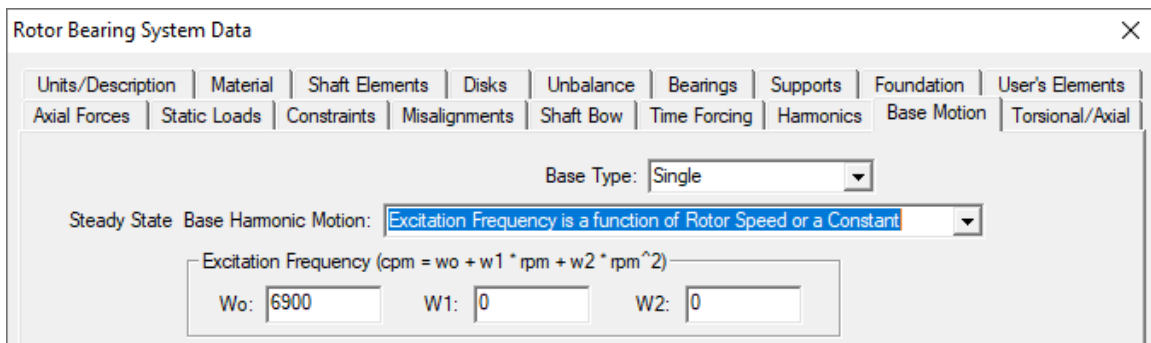 Rotor Bearing System Data
Units/Description Material Shaft Elements Disks Unbalance Bearings Supports Foundation User's Elements
Axial Forces Static Loads Constraints Misalignments Shaft Bow Time Forcing Harmonics Base Motion Torsional/Axial
Base Type: Single
Steady State Base Harmonic Motion: Excitation Frequency is a function of Rotor Speed or a Constant
Excitation Frequency (cpm = wo + w1 * rpm + w2 * rpm^2)
Wo: 6900 W1: 0 W2: 0